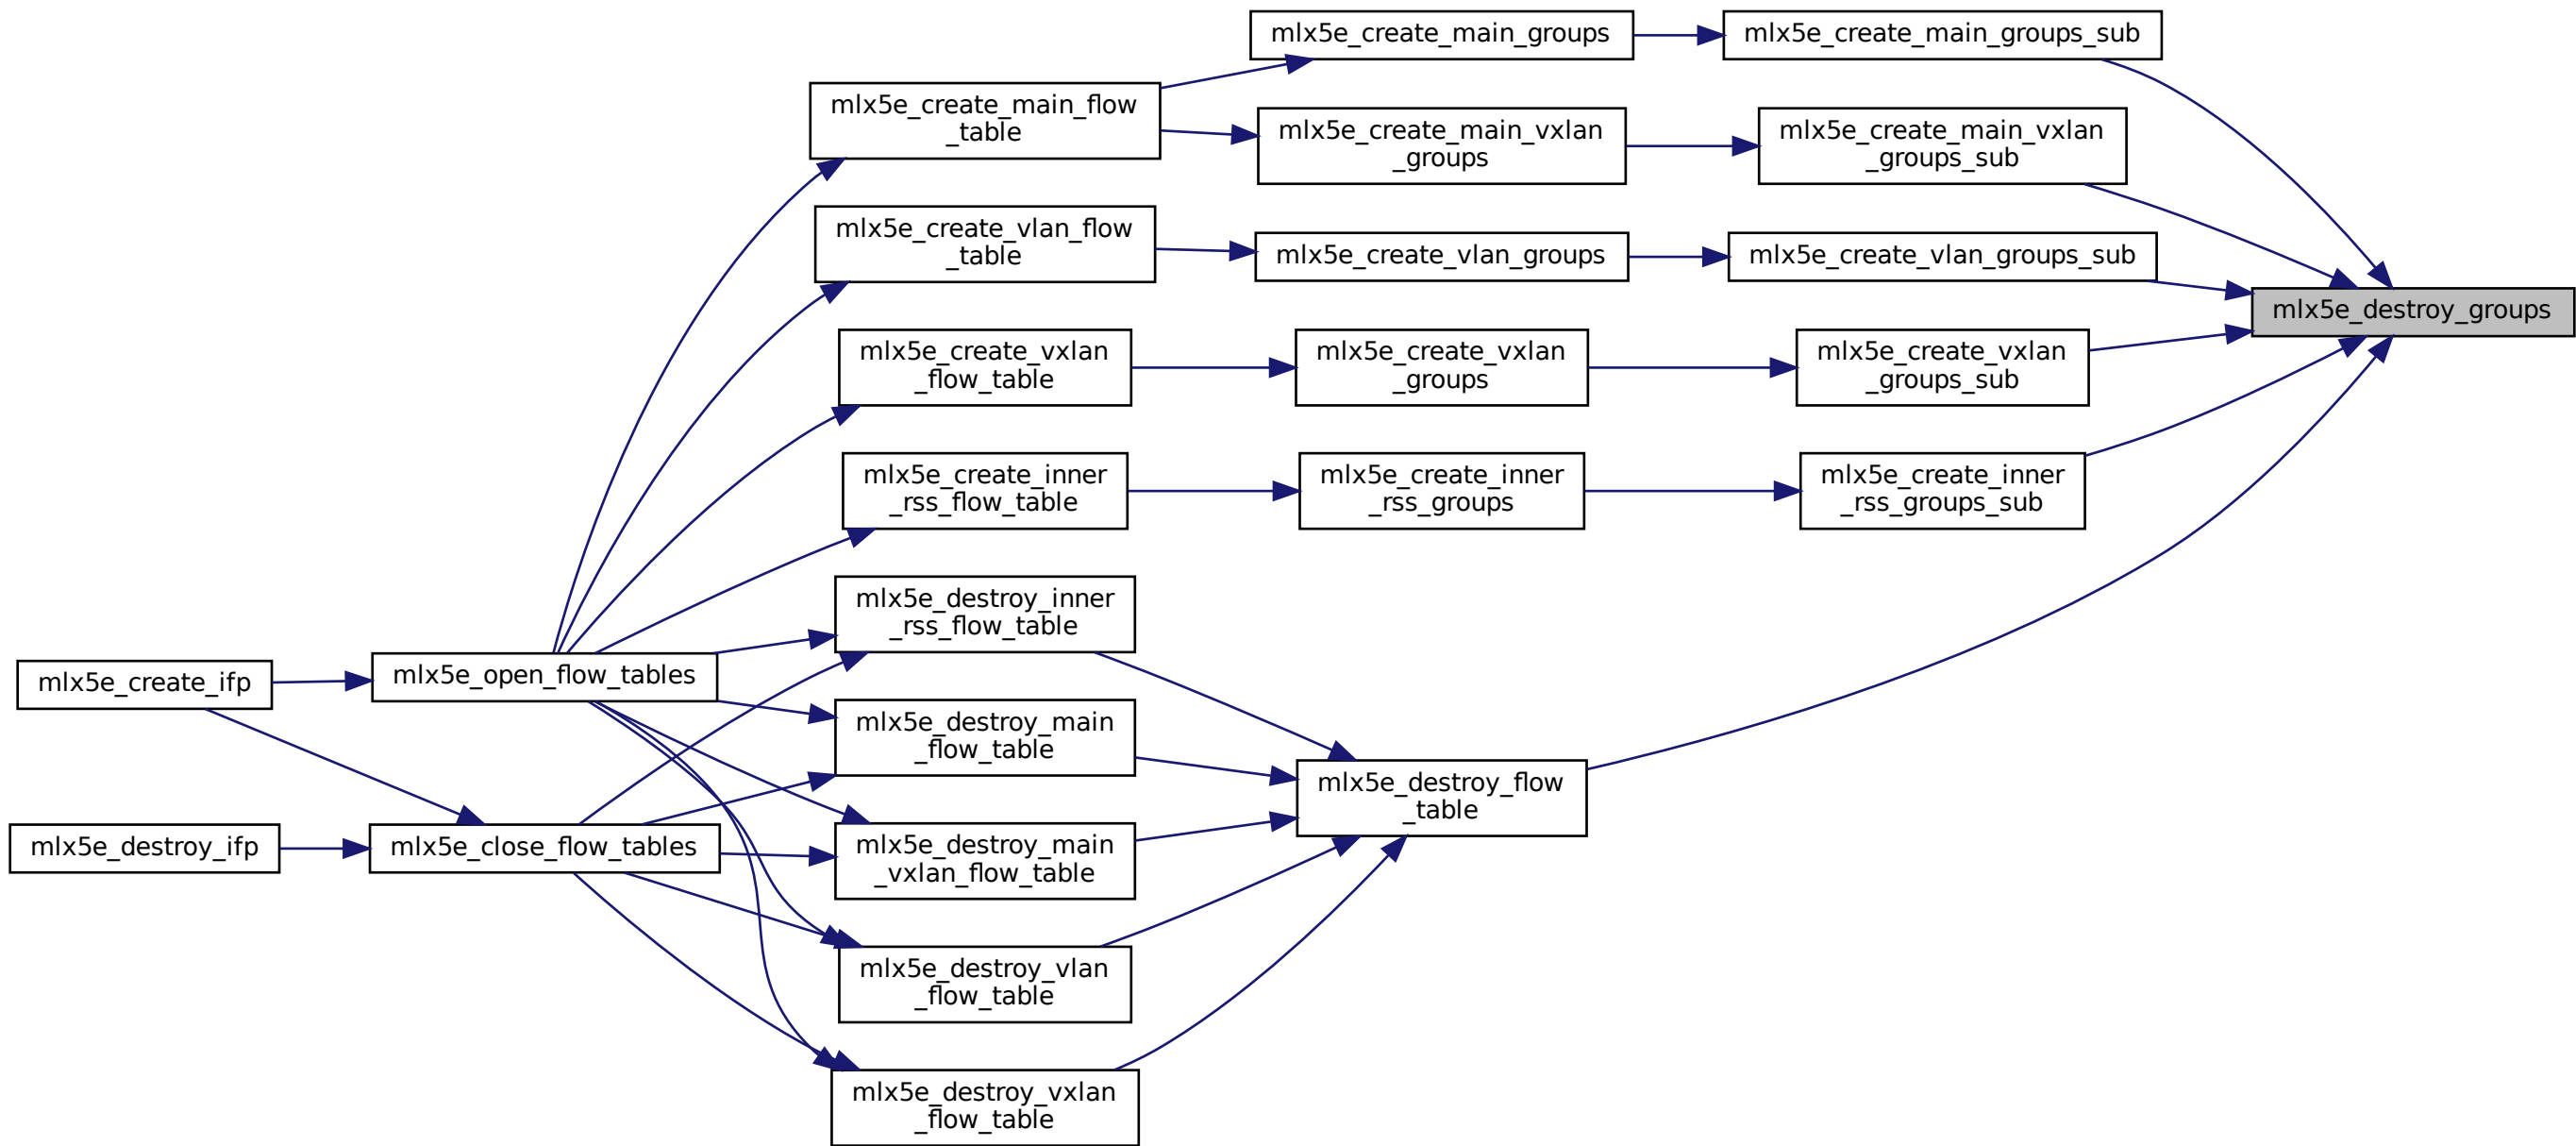 mlx5e_create_main_groups
mlx5e_create_main_groups_sub
mlx5e_create_main_flow
_table
mlx5e_create_main_vxlan
_groups
mlx5e_create_main_vxlan
_groups_sub
mlx5e_create_vlan_flow
_table
mlx5e_create_vlan_groups
mlx5e_create_vlan_groups_sub
mlx5e_destroy_groups
mlx5e_create_vxlan
_flow_table
mlx5e_create_vxlan
_groups
mlx5e_create_vxlan
_groups_sub
mlx5e_create_inner
_rss_flow_table
mlx5e_create_inner
_rss_groups
mlx5e_create_inner
_rss_groups_sub
mlx5e_destroy_inner
_rss_flow_table
mlx5e_create_ifp
mlx5e_open_flow_tables
mlx5e_destroy_main
_flow_table
mlx5e_destroy_flow
_table
mlx5e_destroy_ifp
mlx5e_close_flow_tables
mlx5e_destroy_main
_vxlan_flow_table
mlx5e_destroy_vlan
_flow_table
mlx5e_destroy_vxlan
_flow_table